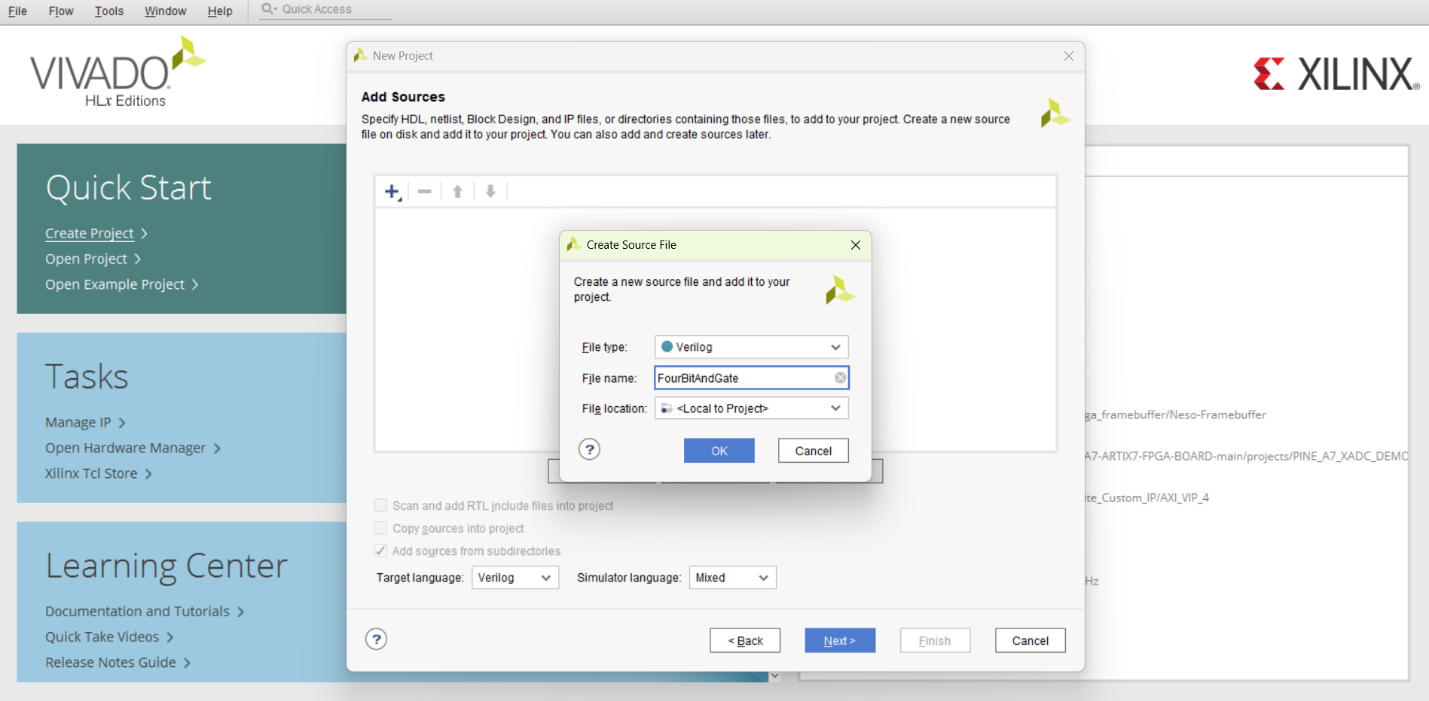 File Flow Tools Window Help Quick Access
VIVADO
HLx Editions
XILINX
Quick Start
Create Project
Open Project
Open Example Project
Tasks
Manage IP
Open Hardware Manager
Xilinx Tcl Store
Learning Center
Documentation and Tutorials
Quick Take Videos
Release Notes Guide
New Project
Add Sources
Specify HDL, netlist, Block Design, and IP files, or directories containing those files, to add to your project. Create a new source
file on disk and add it to your project. You can also add and create sources later.
Create Source File
Create a new source file and add it to your
project.
File type: Verilog
File name: FourBitAndGate
File location: <Local to Project>
? OK Cancel
Scan and add RTL include files into project
Copy sources into project
Add sources from subdirectories
Target language: Verilog Simulator language: Mixed
? < Back Next > Finish Cancel
ga_framebuffer/Neso-Framebuffer
A7-ARTIX7-FPGA-BOARD-main/projects/PINE_A7_XADC_DEMO
te_Custom_IP/AXI_VIP_4
Hz